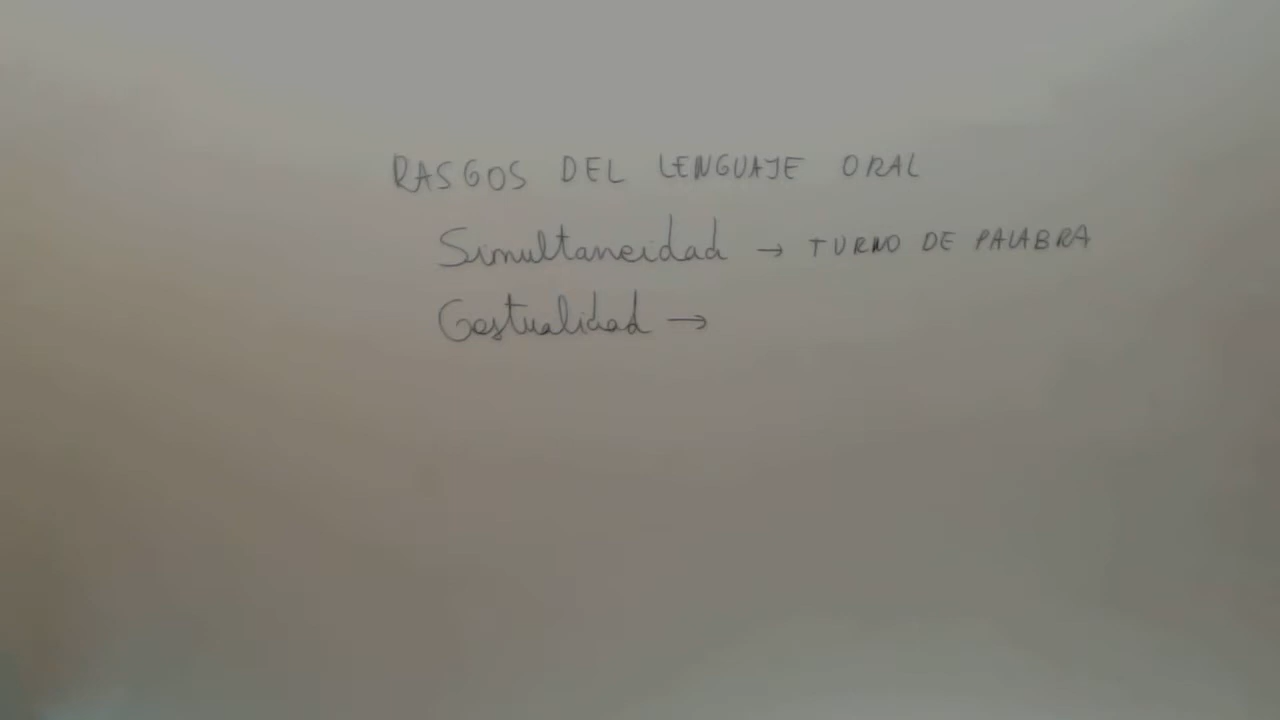 RASGOS DEL LENGUAJE ORAL
Simultaneidad → TURNO DE PALABRA
Gestualidad →